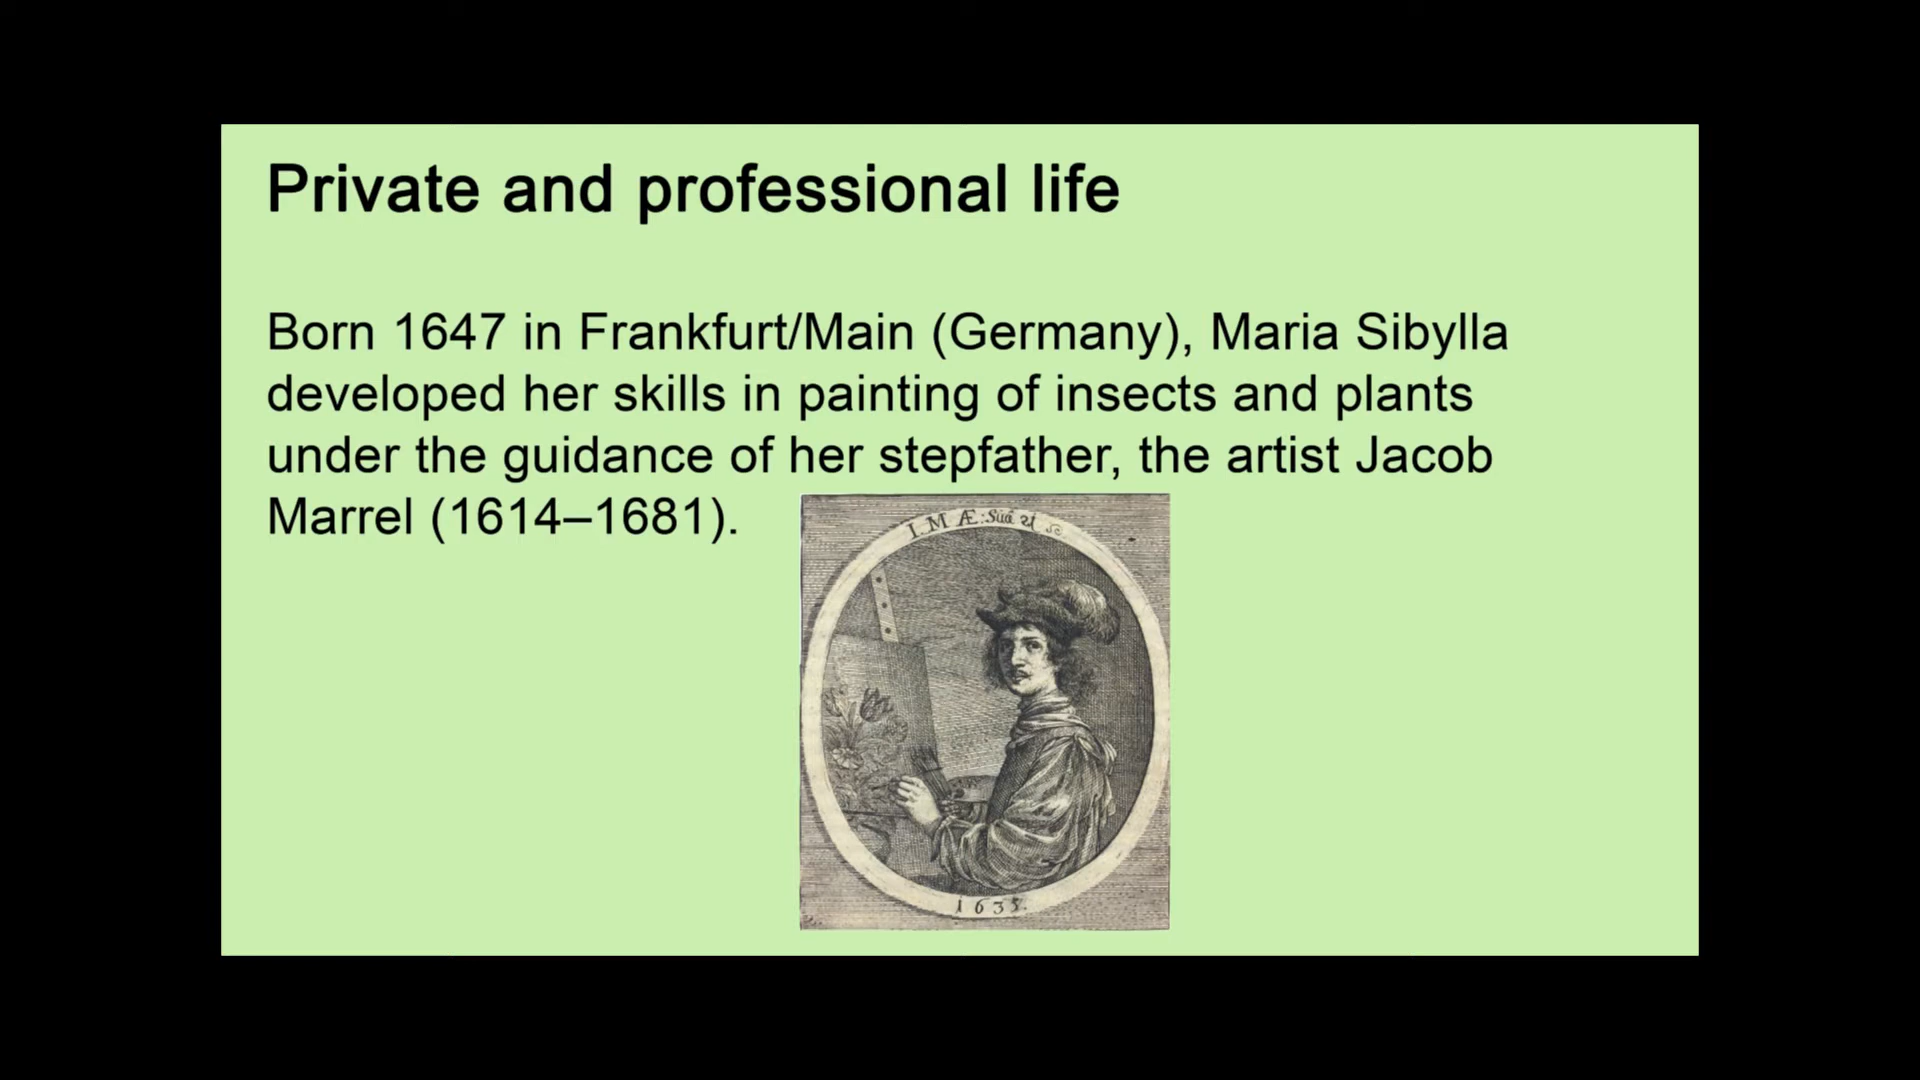 Private and professional life
Born 1647 in Frankfurt/Main (Germany), Maria Sibylla
developed her skills in painting of insects and plants
under the guidance of her stepfather, the artist Jacob
Marrel (1614–1681).
I.M Æ: Suæ 21
1635.